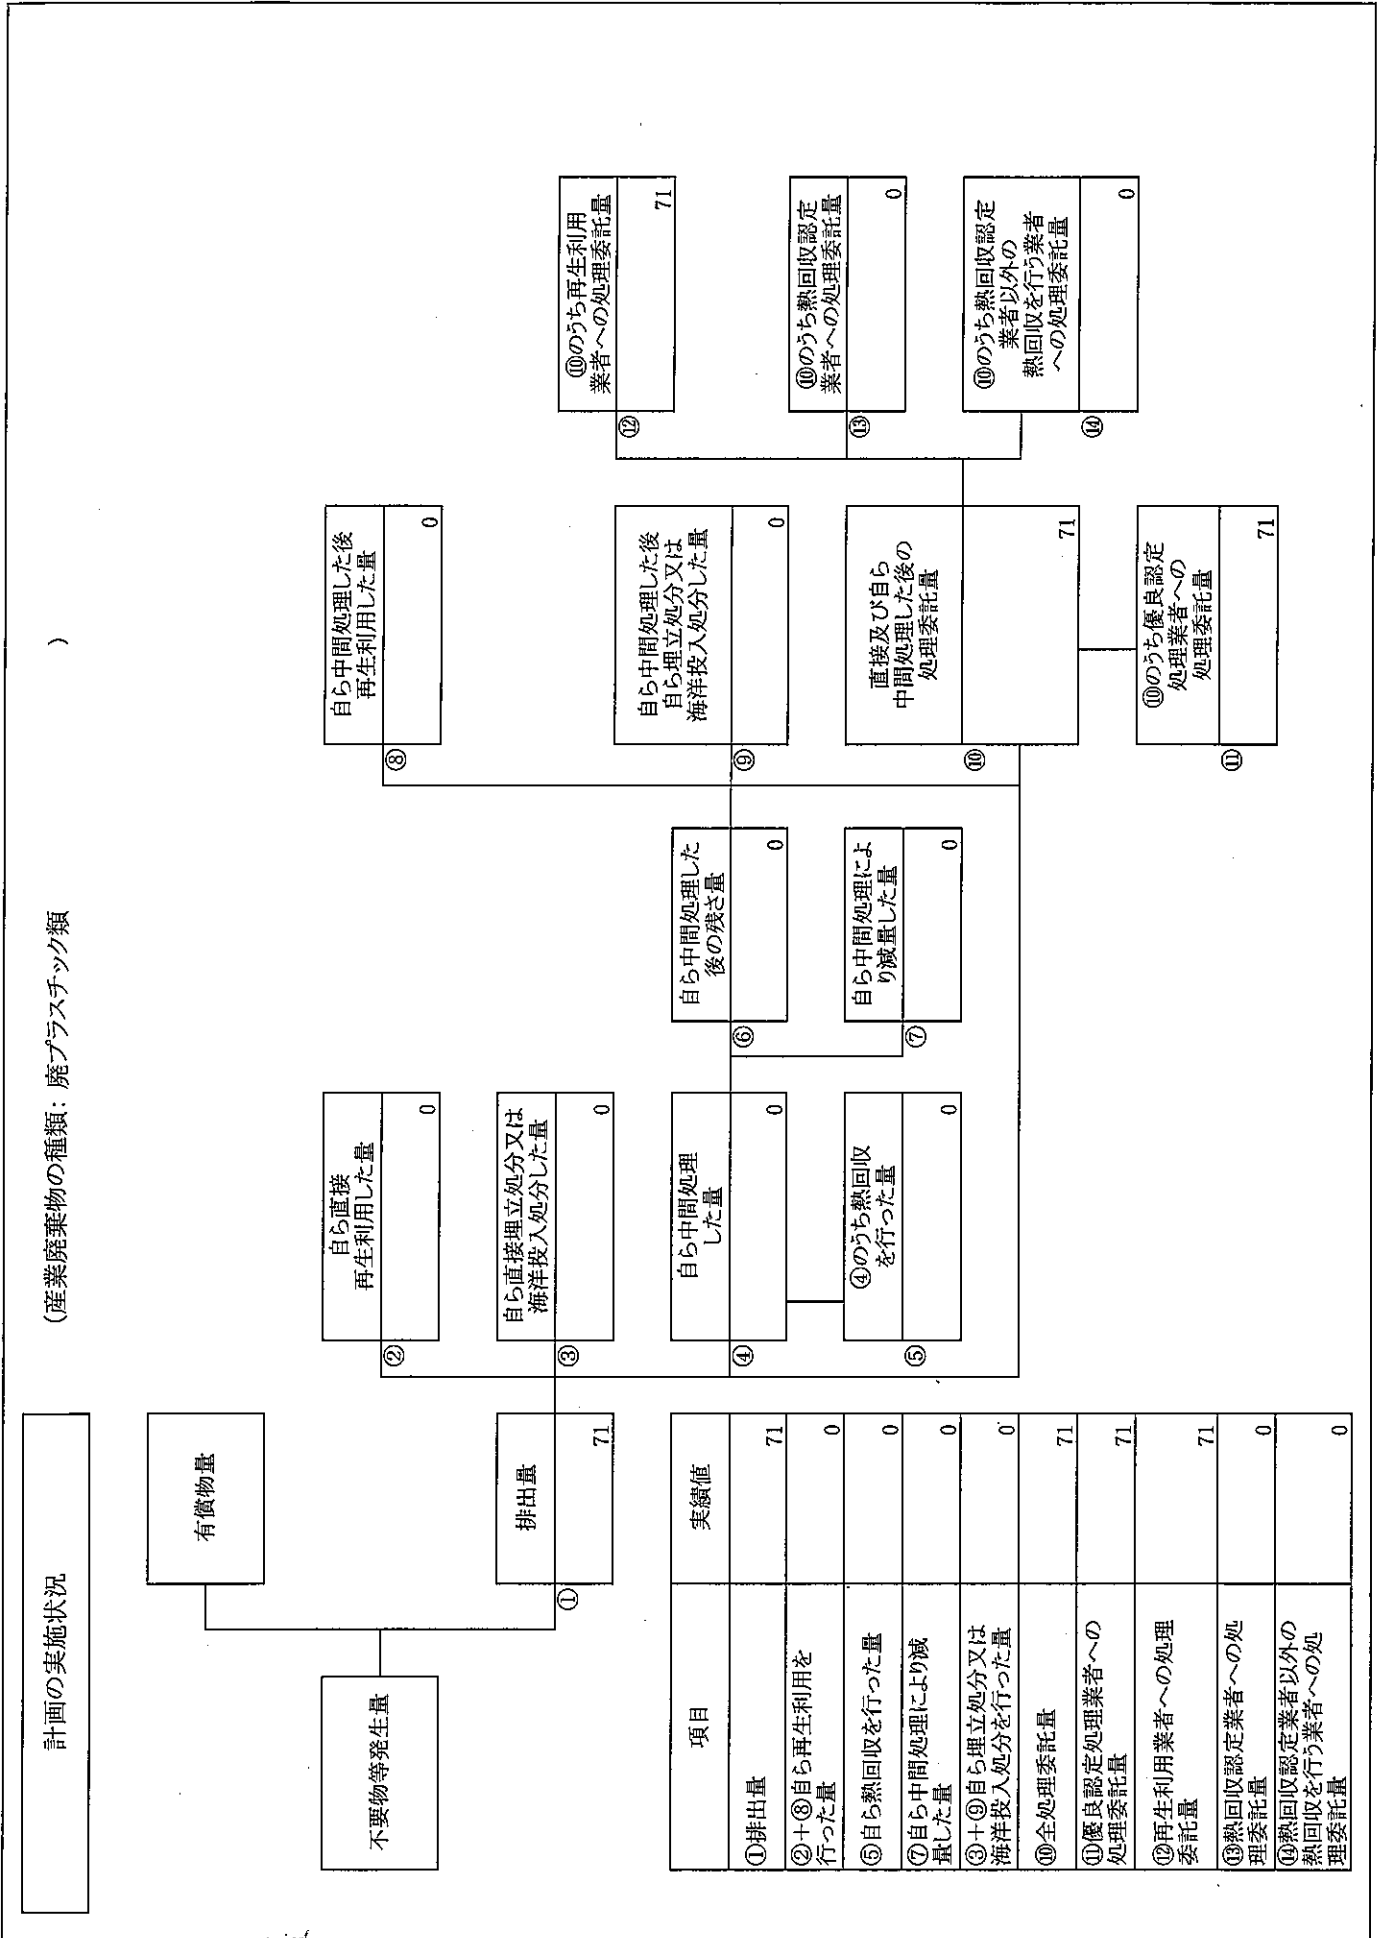 計画の実施状況
(産業廃棄物の種類：廃プラスチック類
)
有償物量
不要物等発生量
排出量
①
71
自ら直接
再生利用した量
②
0
自ら直接埋立処分又は
海洋投入処分した量
③
0
自ら中間処理
した量
④
0
④のうち熱回収
を行った量
⑤
0
自ら中間処理した
後の残さ量
⑥
0
自ら中間処理によ
り減量した量
⑦
0
自ら中間処理した後
再生利用した量
⑧
0
自ら中間処理した後
自ら埋立処分又は
海洋投入処分した量
⑨
0
直接及び自ら
中間処理した後の
処理委託量
⑩
71
⑩のうち優良認定
処理業者への
処理委託量
⑪
71
⑩のうち再生利用
業者への処理委託量
⑫
71
⑩のうち熱回収認定
業者への処理委託量
⑬
0
⑩のうち熱回収認定
業者以外の
熱回収を行う業者
への処理委託量
⑭
0
項目
実績値
①排出量
71
②+⑧自ら再生利用を
行った量
0
⑤自ら熱回収を行った量
0
⑦自ら中間処理により減
量した量
0
③+⑨自ら埋立処分又は
海洋投入処分を行った量
0
⑩全処理委託量
71
⑪優良認定処理業者への
処理委託量
71
⑫再生利用業者への処理
委託量
71
⑬熱回収認定業者への処
理委託量
0
⑭熱回収認定業者以外の
熱回収を行う業者への処
理委託量
0